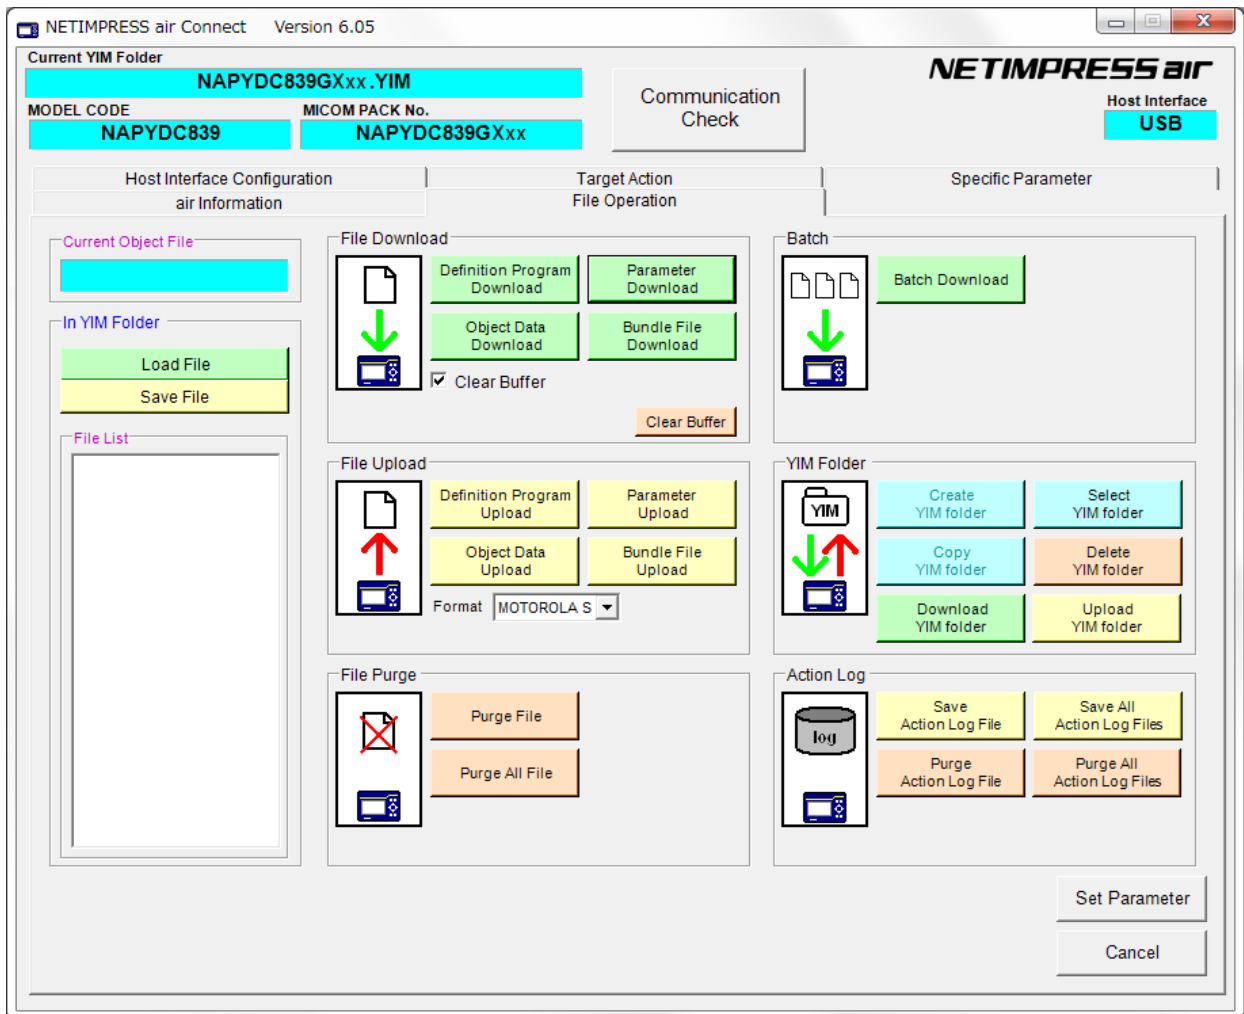 NETIMPRESS air Connect Version 6.05
Current YIM Folder
NAPYDC839GXxx.YIM
MODEL CODE
MICOM PACK No.
NAPYDC839
NAPYDC839GXxx
Communication
Check
NETIMPRESS air
Host Interface
USB
Host Interface Configuration
Target Action
Specific Parameter
air Information
File Operation
Current Object File
In YIM Folder
Load File
Save File
File List
File Download
Definition Program
Download
Parameter
Download
Object Data
Download
Bundle File
Download
Clear Buffer
Clear Buffer
Batch
Batch Download
File Upload
Definition Program
Upload
Parameter
Upload
Object Data
Upload
Bundle File
Upload
Format
MOTOROLA S
YIM Folder
YIM
Create
YIM folder
Select
YIM folder
Copy
YIM folder
Delete
YIM folder
Download
YIM folder
Upload
YIM folder
File Purge
Purge File
Purge All File
Action Log
log
Save
Action Log File
Save All
Action Log Files
Purge
Action Log File
Purge All
Action Log Files
Set Parameter
Cancel